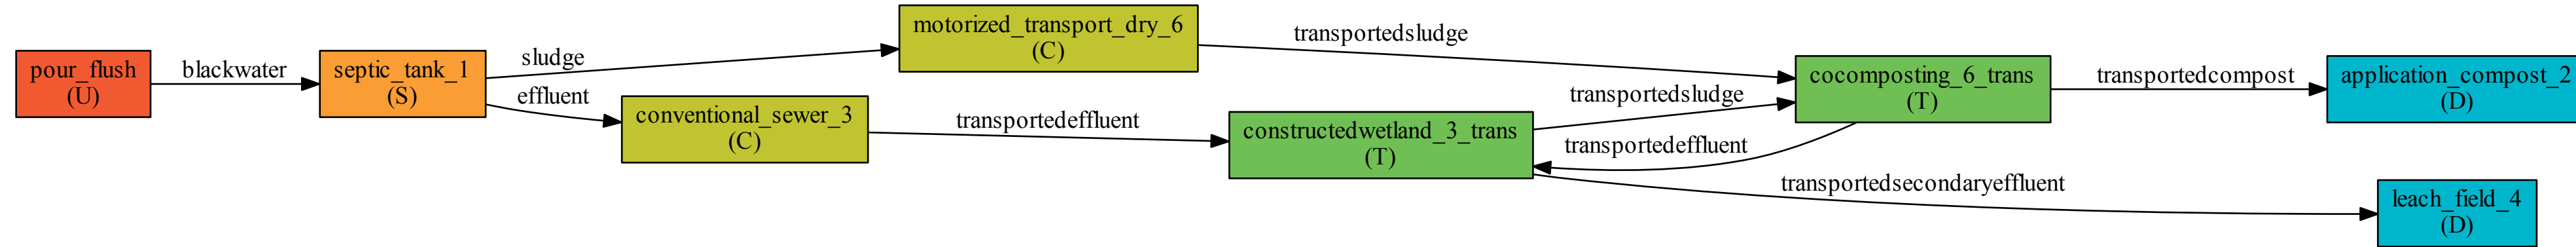 pour_flush
(U)
blackwater
septic_tank_1
(S)
sludge
effluent
motorized_transport_dry_6
(C)
conventional_sewer_3
(C)
transportedsludge
transportedeffluent
constructedwetland_3_trans
(T)
transportedsludge
transportedeffluent
cocomposting_6_trans
(T)
transportedcompost
transportedsecondaryeffluent
application_compost_2
(D)
leach_field_4
(D)